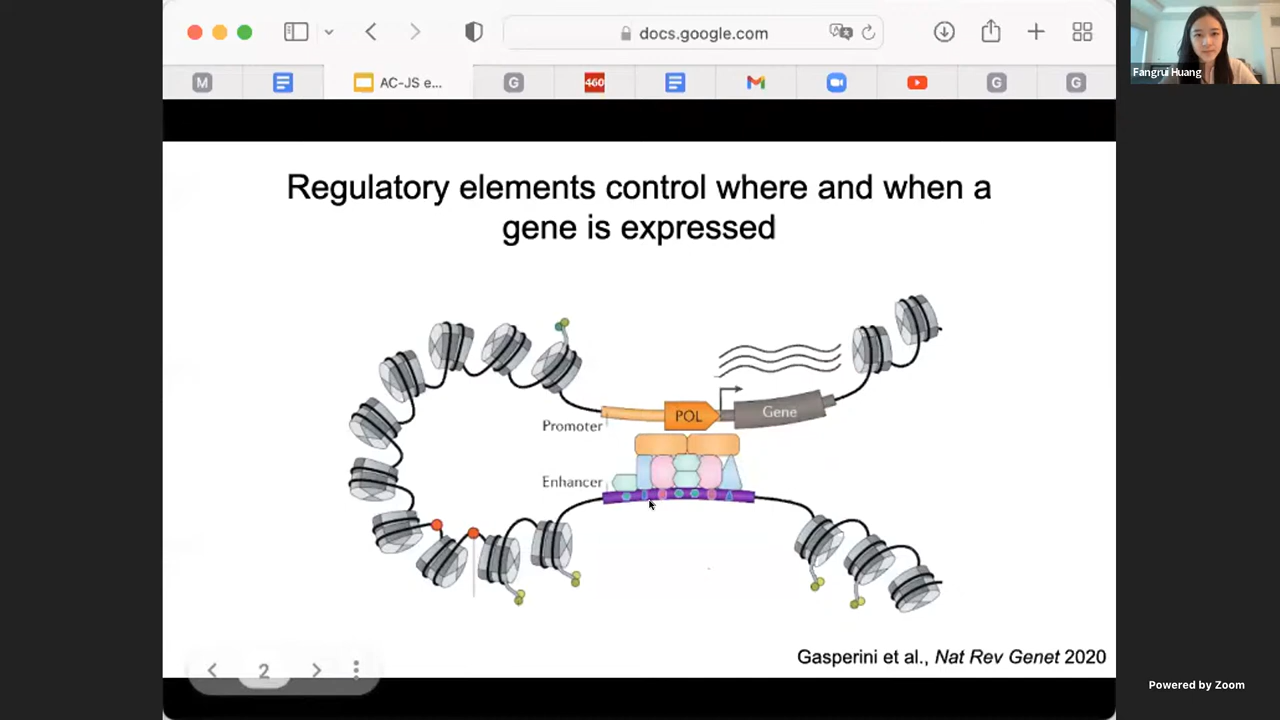 docs.google.com
M
AC-JS e...
G
460
G
G
Fangrui Huang
Regulatory elements control where and when a
gene is expressed
POL
Gene
Promoter
Enhancer
Gasperini et al., Nat Rev Genet 2020
2
Powered by Zoom